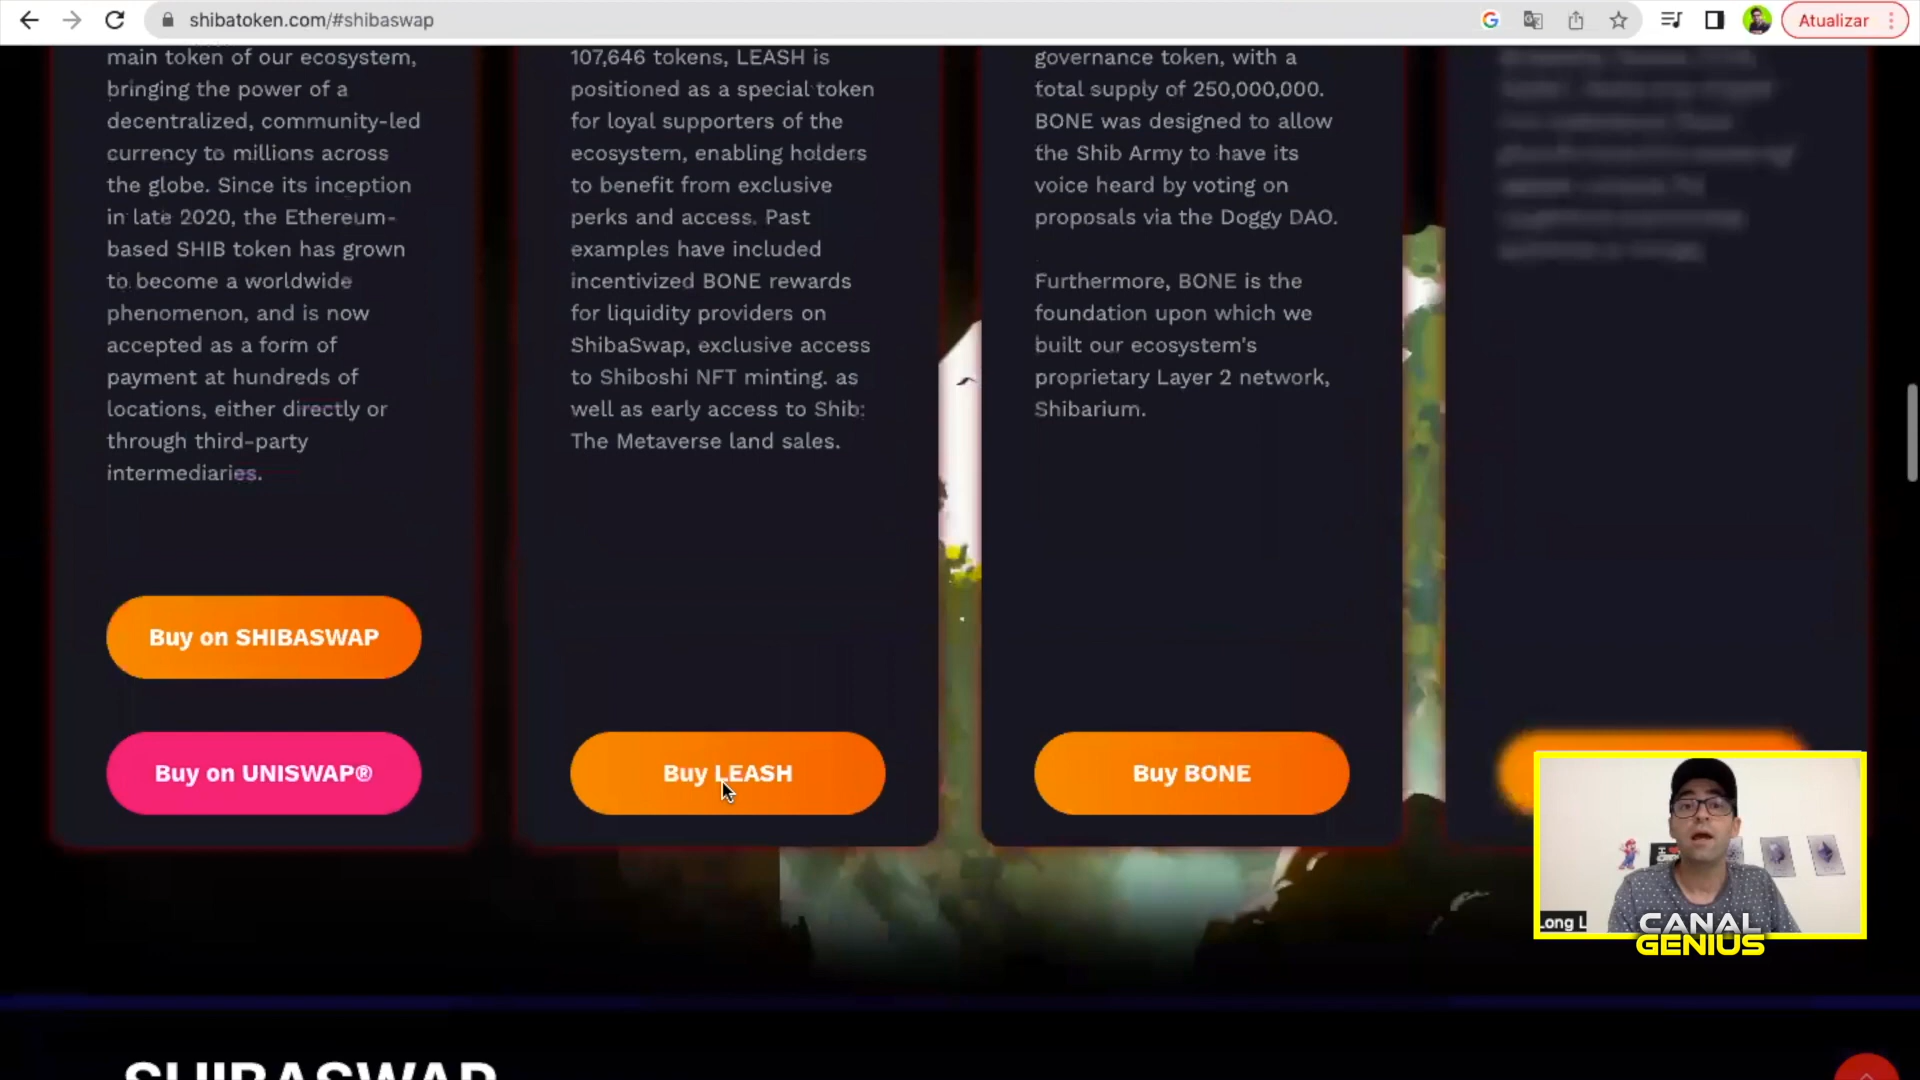 shibatoken.com/#shibaswap
Atualizar
main token of our ecosystem,
bringing the power of a
decentralized, community-led
currency to millions across
the globe. Since its inception
in late 2020, the Ethereum-
based SHIB token has grown
to become a worldwide
phenomenon, and is now
accepted as a form of
payment at hundreds of
locations, either directly or
through third-party
intermediaries.
Buy on SHIBASWAP
Buy on UNISWAP®
107,646 tokens, LEASH is
positioned as a special token
for loyal supporters of the
ecosystem, enabling holders
to benefit from exclusive
perks and access. Past
examples have included
incentivized BONE rewards
for liquidity providers on
ShibaSwap, exclusive access
to Shiboshi NFT minting. as
well as early access to Shib:
The Metaverse land sales.
Buy LEASH
governance token, with a
total supply of 250,000,000.
BONE was designed to allow
the Shib Army to have its
voice heard by voting on
proposals via the Doggy DAO.
Furthermore, BONE is the
foundation upon which we
built our ecosystem's
proprietary Layer 2 network,
Shibarium.
Buy BONE
Long L
CANAL
GENIUS
SHIBASWAP